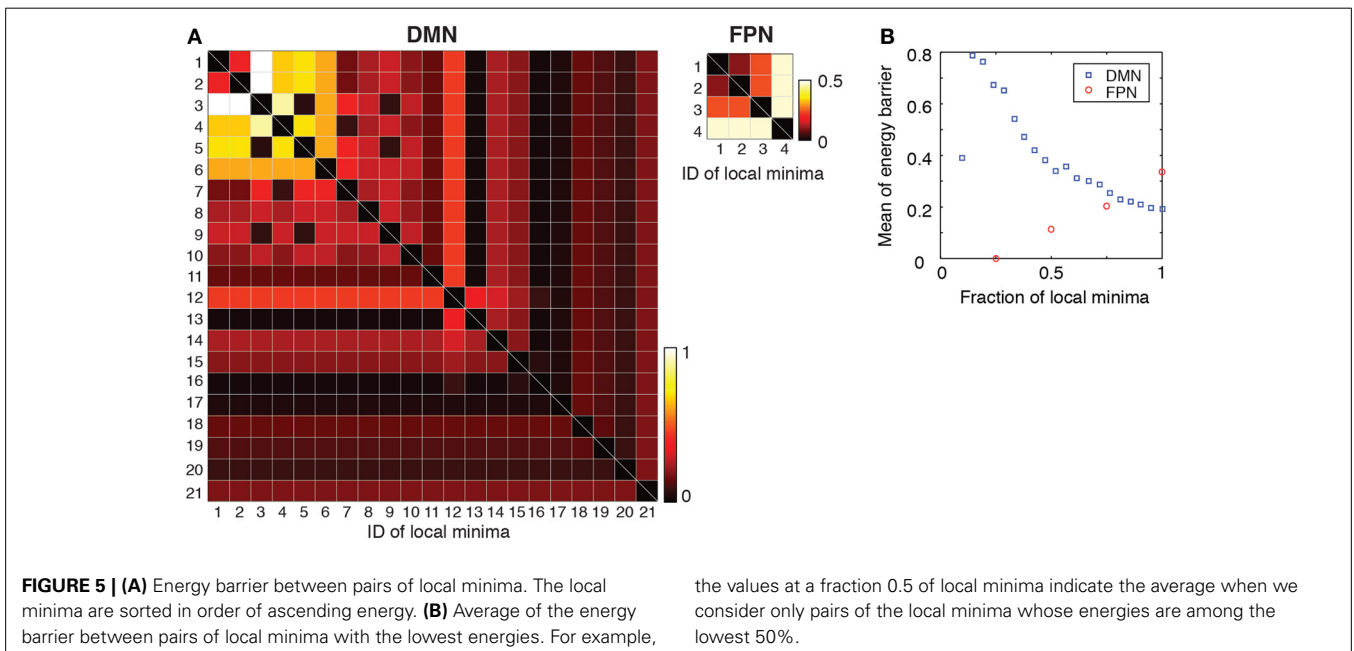 A
DMN
1
2
3
4
5
6
7
8
9
10
11
12
13
14
15
16
17
18
19
20
21
1 2 3 4 5 6 7 8 9 10 11 12 13 14 15 16 17 18 19 20 21
ID of local minima
1
0
FPN
1
2
3
4
1 2 3 4
ID of local minima
0.5
0
B
0.8
0.6
0.4
0.2
0
0 0.5 1
Mean of energy barrier
Fraction of local minima
DMN
FPN
FIGURE 5 | (A) Energy barrier between pairs of local minima. The local
minima are sorted in order of ascending energy. (B) Average of the energy
barrier between pairs of local minima with the lowest energies. For example,
the values at a fraction 0.5 of local minima indicate the average when we
consider only pairs of the local minima whose energies are among the
lowest 50%.